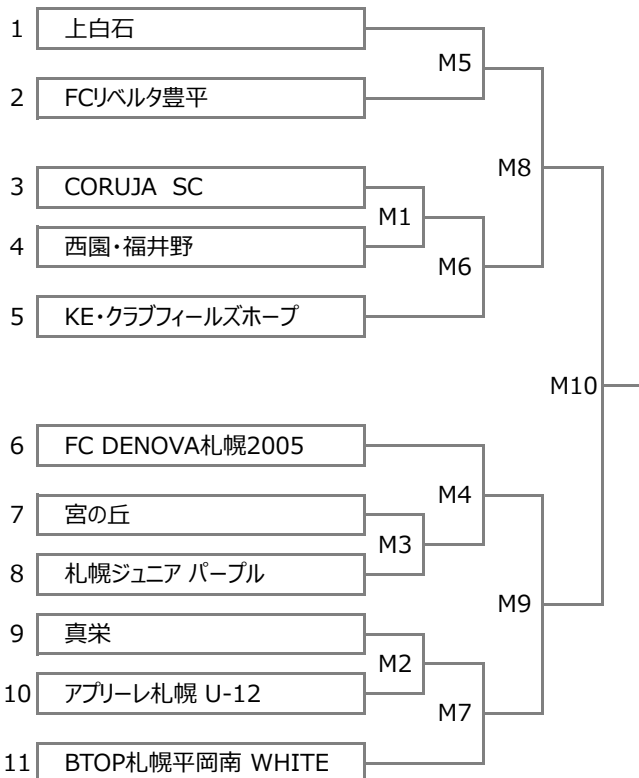 1 上白石
M5
2 FCリベルタ豊平
M8
3 CORUJA SC
M1
4 西園・福井野
M6
5 KE・クラブフィールズホープ
M10
6 FC DENOVA札幌2005
M4
7 宮の丘
M3
8 札幌ジュニア パープル
M9
9 真栄
M2
10 アプリーレ札幌 U-12
M7
11 BTOP札幌平岡南 WHITE